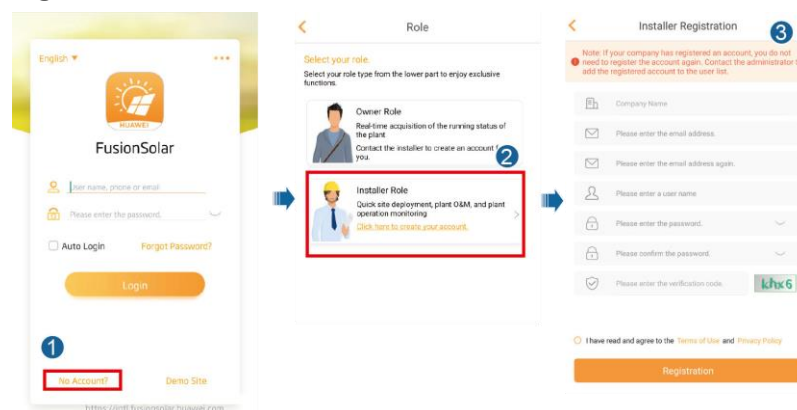 English ▼
HUAWEI
FusionSolar
User name, phone or email
Please enter the password.
Auto Login Forgot Password?
Login
1
No Account? Demo Site
https://intl.fusionsolar.huawei.com
Role
Select your role.
Select your role type from the lower part to enjoy exclusive
functions.
Owner Role
Real-time acquisition of the running status of
the plant
Contact the installer to create an account
you.
2
Installer Role
Quick site deployment, plant O&M, and plant
operation monitoring
Click here to create your account.
Installer Registration
3
Note: If your company has registered an account, you do not
need to register the account again. Contact the administrator
add the registered account to the user list.
Company Name
Please enter the email address.
Please enter the email address again.
Please enter a user name
Please enter the password.
Please confirm the password.
Please enter the verification code.
khx6
I have read and agree to the Terms of Use and Privacy Policy
Registration